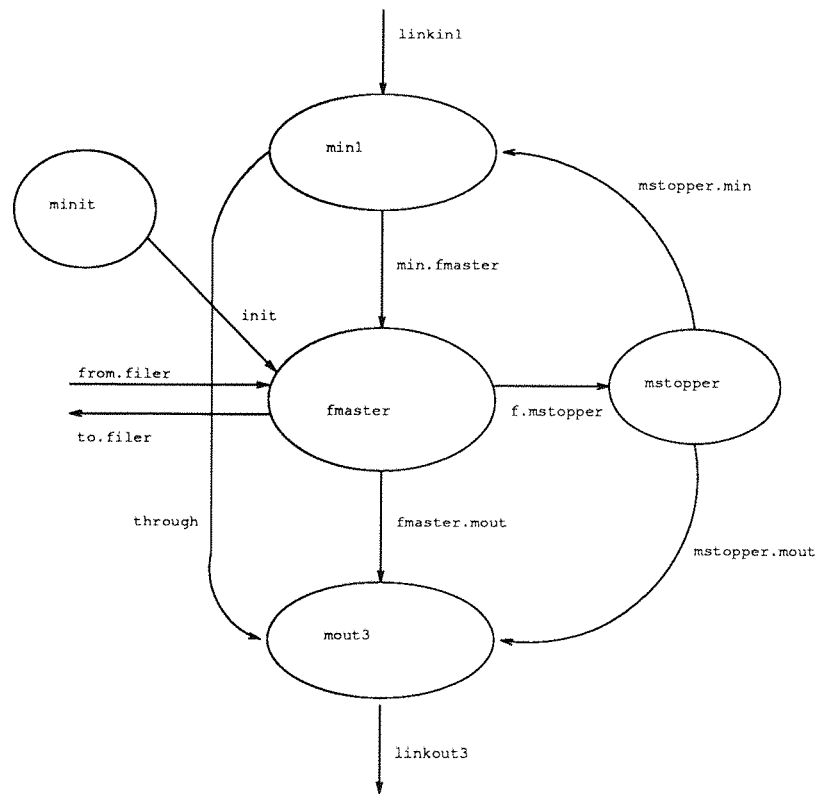 linkin1
min1
mstopper.min
minit
min.fmaster
init
from.filer
mstopper
fmaster
f.mstopper
to.filer
through
fmaster.mout
mstopper.mout
mout3
linkout3